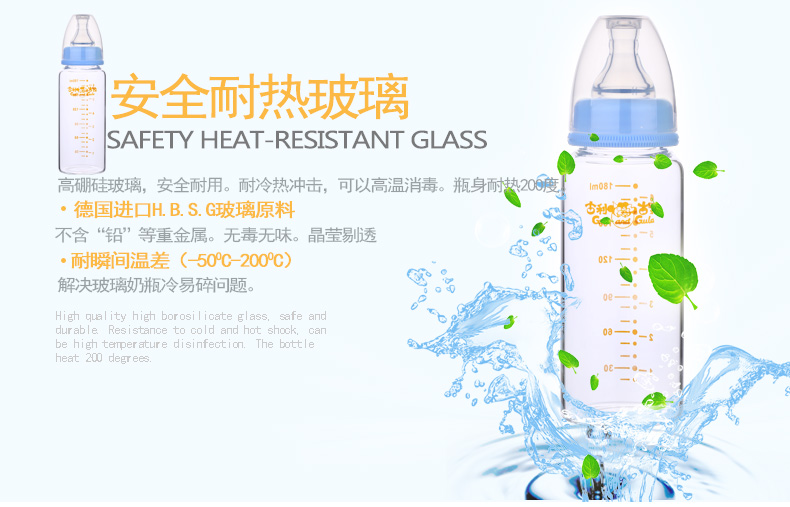 安全耐热玻璃
SAFETY HEAT-RESISTANT GLASS
高硼硅玻璃，安全耐用。耐冷热冲击，可以高温消毒。瓶身耐热200度
·德国进口H.B.S.G玻璃原料
不含“铅”等重金属。无毒无味。晶莹剔透
·耐瞬间温差（-50℃-200℃）
解决玻璃奶瓶冷易碎问题。
High quality high borosilicate glass, safe and
durable. Resistance to cold and hot shock, can
be high temperature disinfection. The bottle
heat 200 degrees.
180ml
120
90
60
30